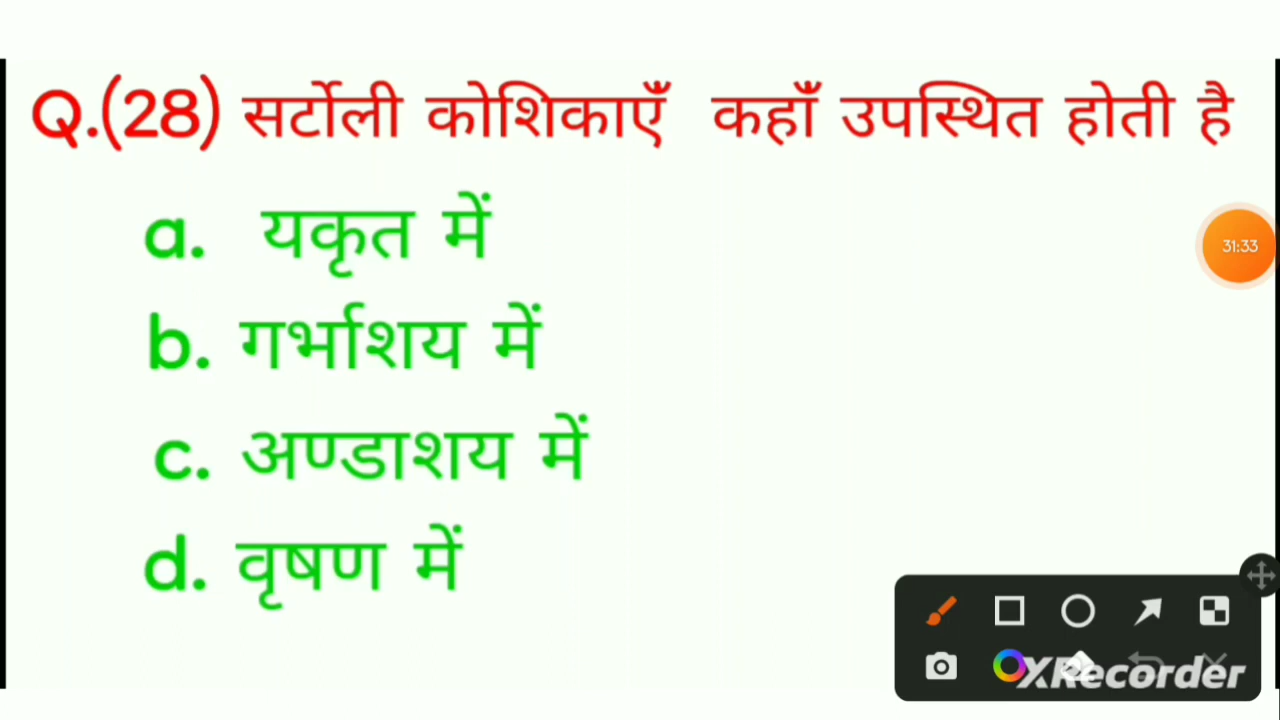 Q.(28) सर्टोली कोशिकाएँ कहाँ उपस्थित होती है
a. यकृत में
31:33
b. गर्भाशय में
c. अण्डाशय में
d. वृषण में
XRecorder